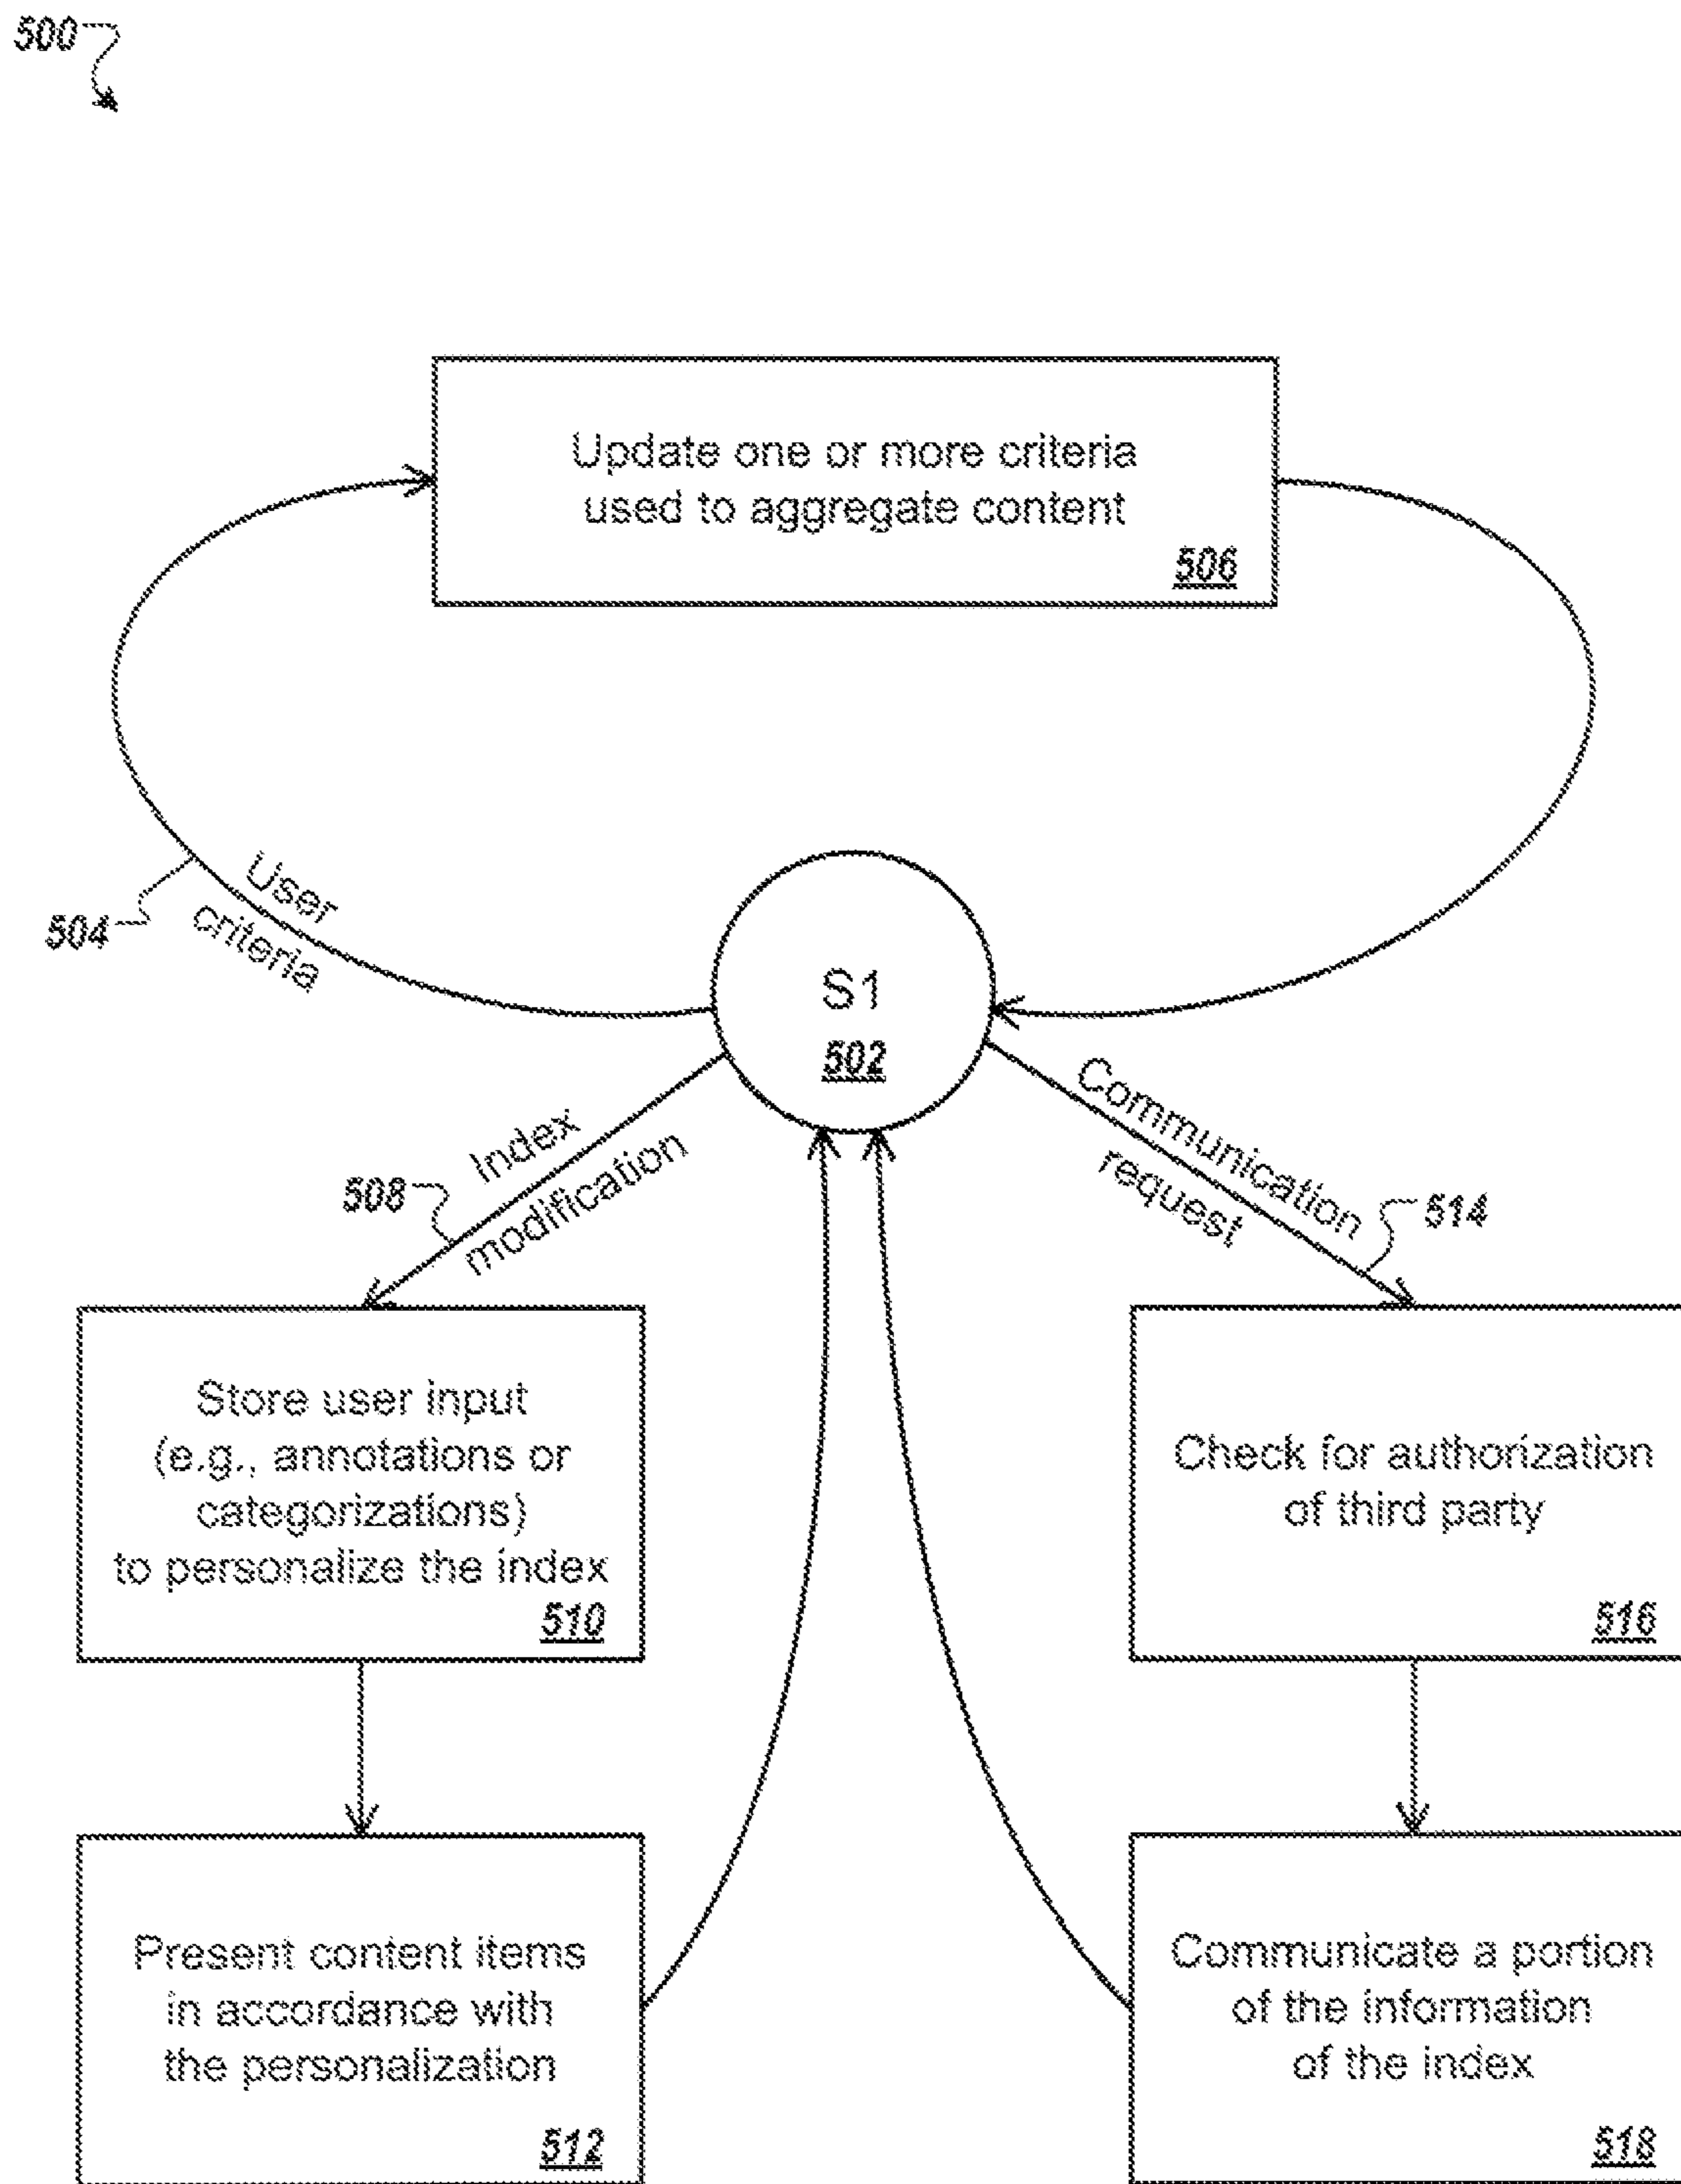 500
Update one or more criteria
used to aggregate content
506
User
criteria
504
S1
502
Index
modification
508
Communication
request
514
Store user input
(e.g., annotations or
categorizations)
to personalize the index
510
Check for authorization
of third party
516
Present content items
in accordance with
the personalization
512
Communicate a portion
of the information
of the index
518